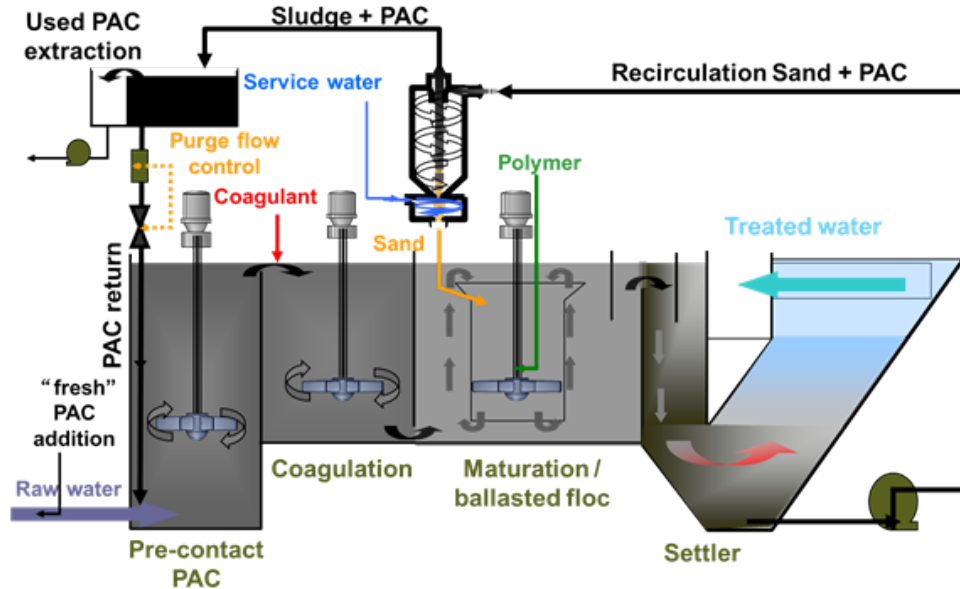 Used PAC
extraction
Sludge + PAC
Service water
Recirculation Sand + PAC
Purge flow
control
Polymer
Coagulant
Sand
Treated water
PAC return
“fresh”
PAC
addition
Raw water
Coagulation
Maturation /
ballasted floc
Pre-contact
PAC
Settler